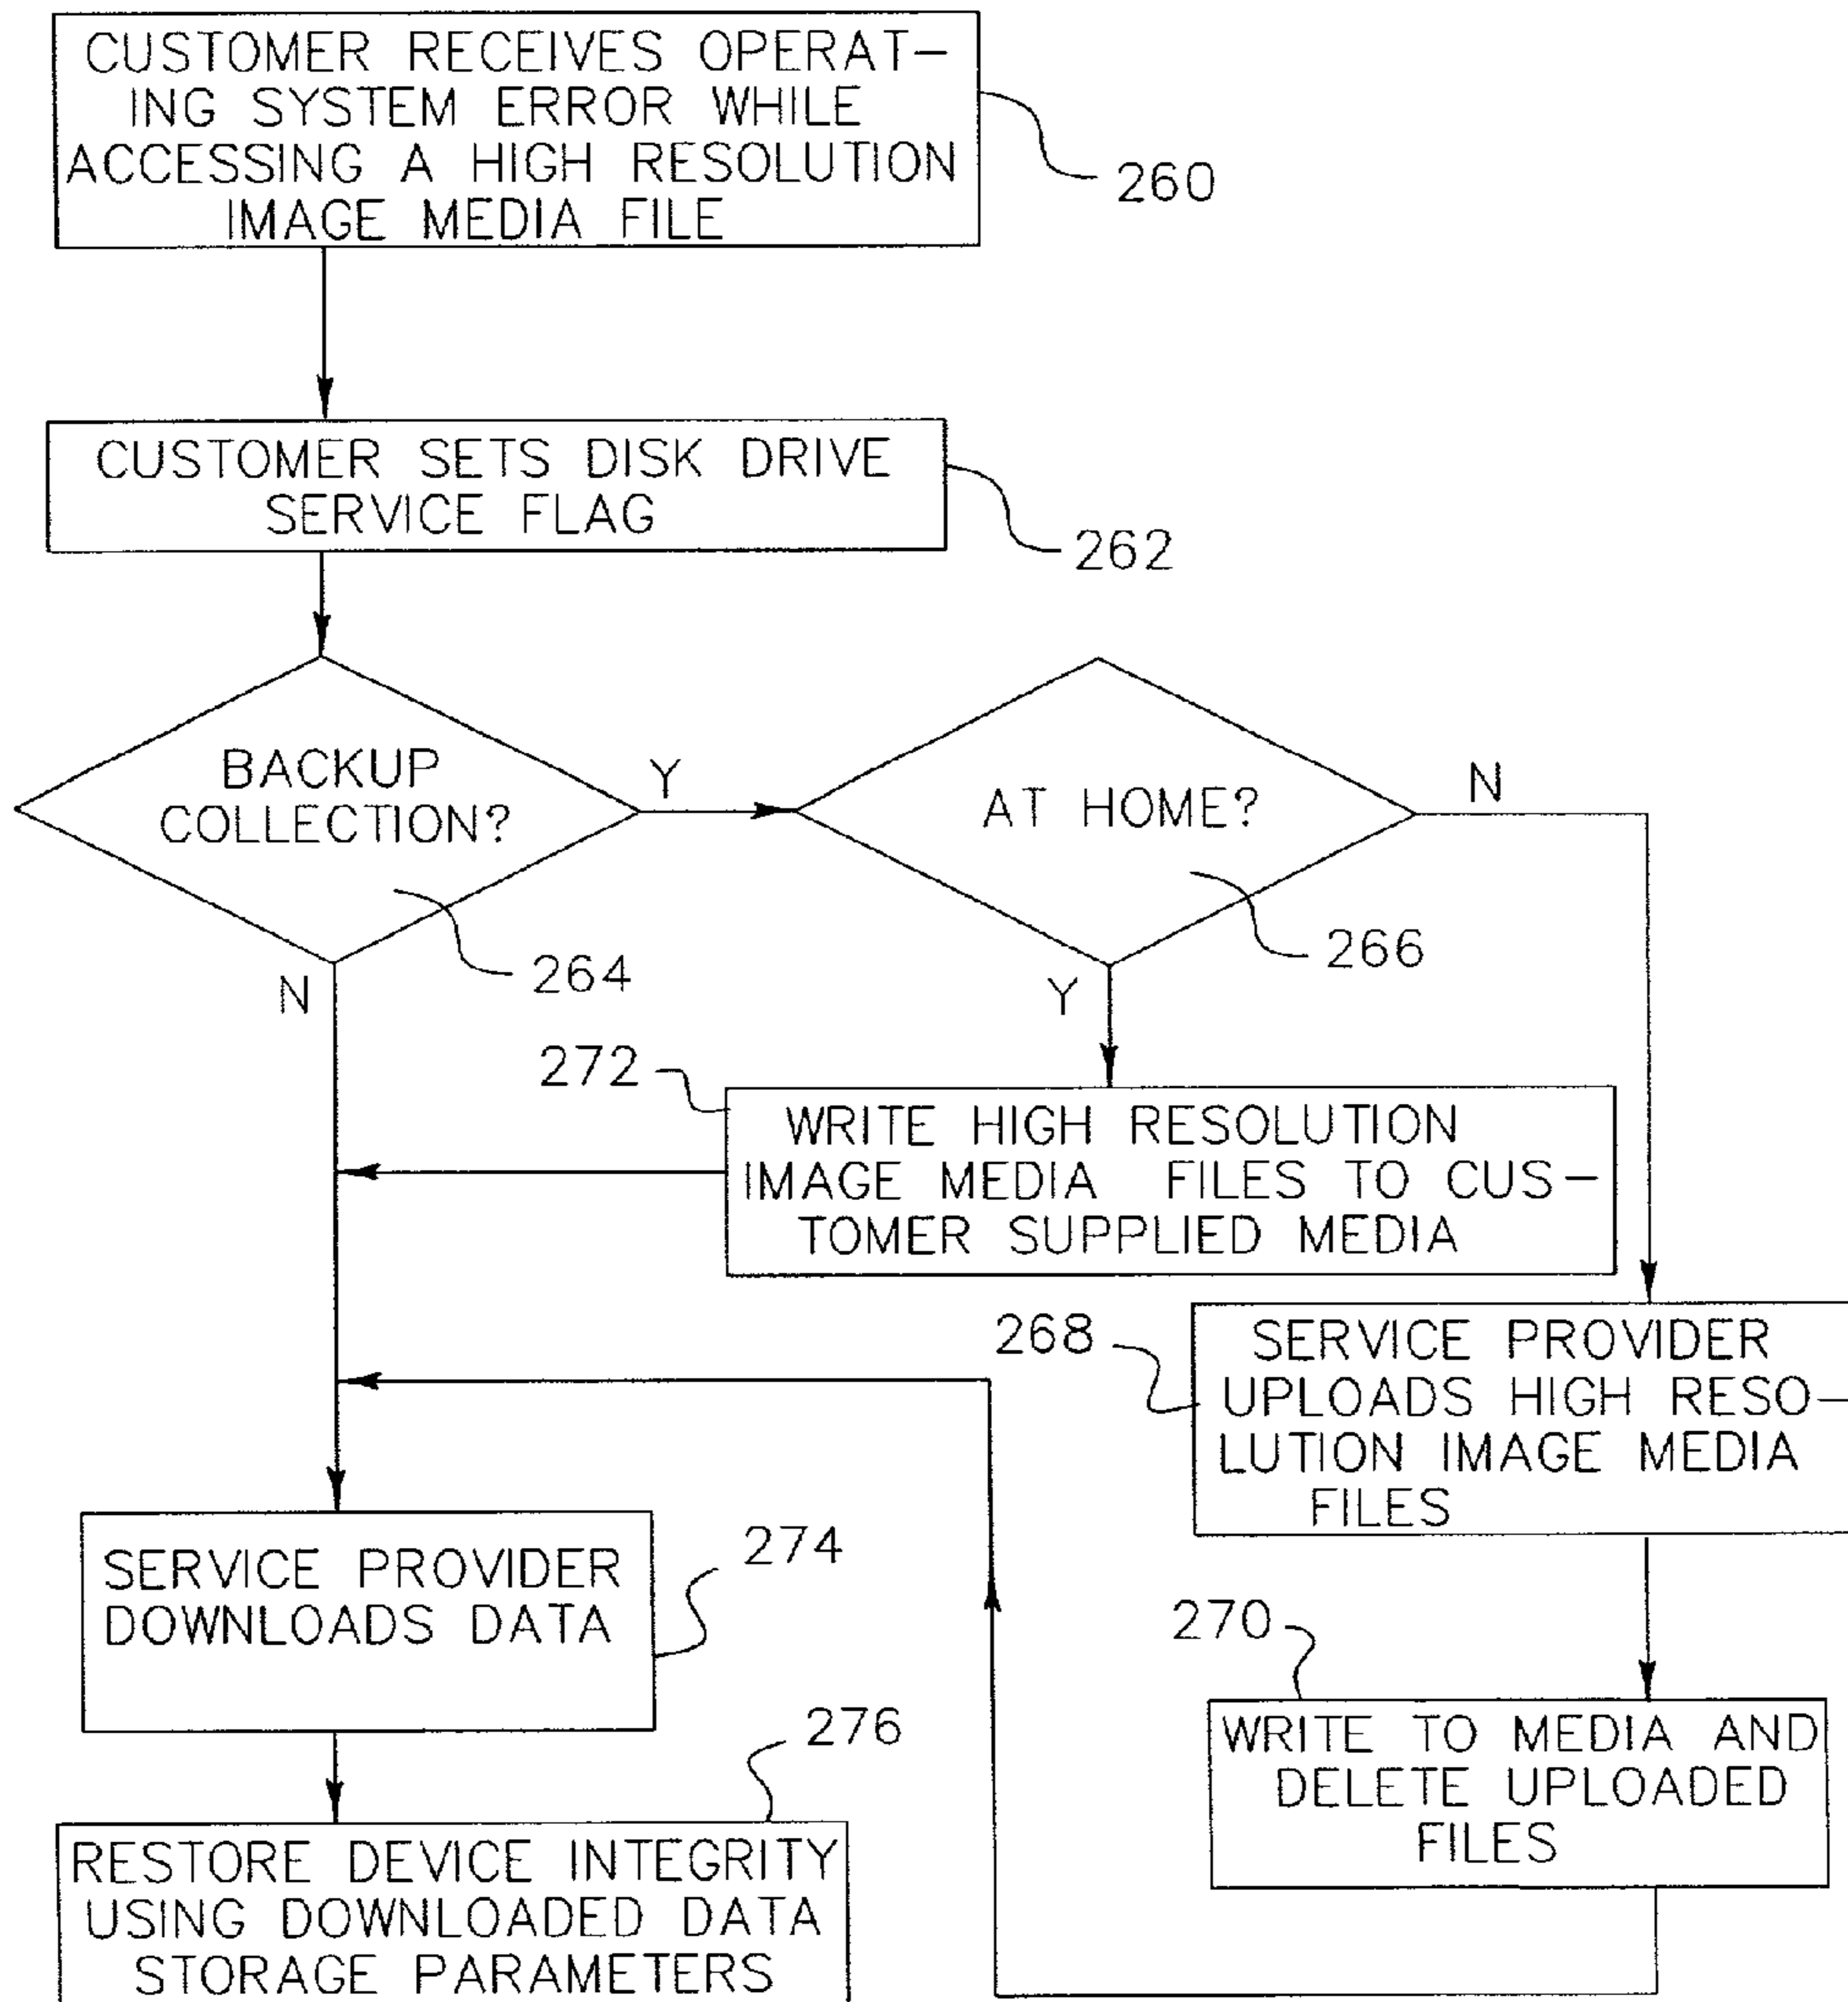 CUSTOMER RECEIVES OPERAT-
ING SYSTEM ERROR WHILE
ACCESSING A HIGH RESOLUTION
IMAGE MEDIA FILE
260
CUSTOMER SETS DISK DRIVE
SERVICE FLAG
262
BACKUP
COLLECTION?
Y
264
N
AT HOME?
N
266
Y
272
WRITE HIGH RESOLUTION
IMAGE MEDIA FILES TO CUS-
TOMER SUPPLIED MEDIA
268
SERVICE PROVIDER
UPLOADS HIGH RESO-
LUTION IMAGE MEDIA
FILES
274
SERVICE PROVIDER
DOWNLOADS DATA
270
WRITE TO MEDIA AND
DELETE UPLOADED
FILES
276
RESTORE DEVICE INTEGRITY
USING DOWNLOADED DATA
STORAGE PARAMETERS